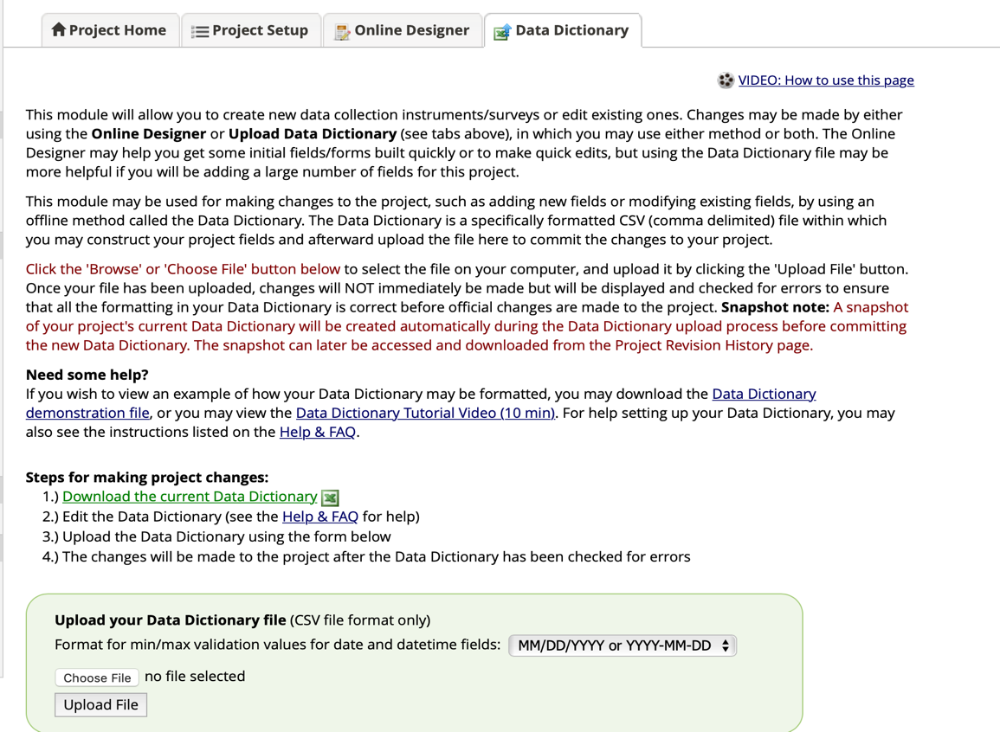 Project Home Project Setup Online Designer Data Dictionary
VIDEO: How to use this page
This module will allow you to create new data collection instruments/surveys or edit existing ones. Changes may be made by either
using the Online Designer or Upload Data Dictionary (see tabs above), in which you may use either method or both. The Online
Designer may help you get some initial fields/forms built quickly or to make quick edits, but using the Data Dictionary file may be
more helpful if you will be adding a large number of fields for this project.
This module may be used for making changes to the project, such as adding new fields or modifying existing fields, by using an
offline method called the Data Dictionary. The Data Dictionary is a specifically formatted CSV (comma delimited) file within which
you may construct your project fields and afterward upload the file here to commit the changes to your project.
Click the 'Browse' or 'Choose File' button below to select the file on your computer, and upload it by clicking the 'Upload File' button.
Once your file has been uploaded, changes will NOT immediately be made but will be displayed and checked for errors to ensure
that all the formatting in your Data Dictionary is correct before official changes are made to the project. Snapshot note: A snapshot
of your project's current Data Dictionary will be created automatically during the Data Dictionary upload process before committing
the new Data Dictionary. The snapshot can later be accessed and downloaded from the Project Revision History page.
Need some help?
If you wish to view an example of how your Data Dictionary may be formatted, you may download the Data Dictionary
demonstration file, or you may view the Data Dictionary Tutorial Video (10 min). For help setting up your Data Dictionary, you may
also see the instructions listed on the Help & FAQ.
Steps for making project changes:
1.) Download the current Data Dictionary
2.) Edit the Data Dictionary (see the Help & FAQ for help)
3.) Upload the Data Dictionary using the form below
4.) The changes will be made to the project after the Data Dictionary has been checked for errors
Upload your Data Dictionary file (CSV file format only)
Format for min/max validation values for date and datetime fields: MM/DD/YYYY or YYYY-MM-DD
Choose File no file selected
Upload File